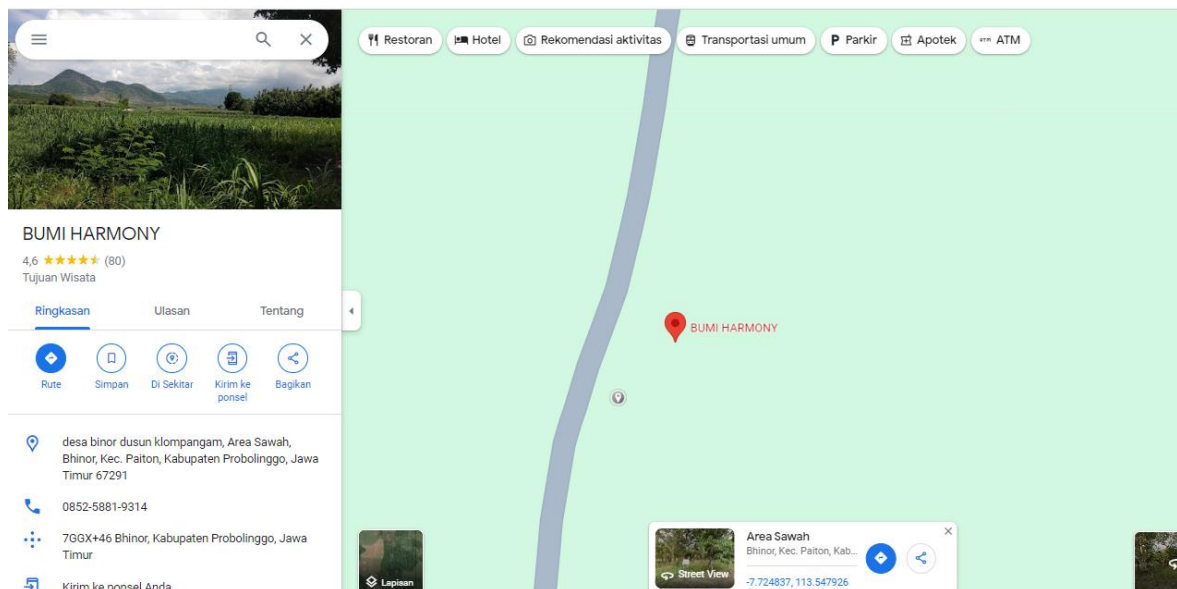 Restoran
Hotel
Rekomendasi aktivitas
Transportasi umum
P Parkir
Apotek
ATM ATM
BUMI HARMONY
4,6 (80)
Tujuan Wisata
Ringkasan
Ulasan
Tentang
Rute
Simpan
Di Sekitar
Kirim ke
ponsel
Bagikan
desa binor dusun klompangam, Area Sawah,
Bhinor, Kec. Paiton, Kabupaten Probolinggo, Jawa
Timur 67291
0852-5881-9314
7GGX+46 Bhinor, Kabupaten Probolinggo, Jawa
Timur
Kirim ke ponsel Anda
BUMI HARMONY
Lapisan
Street View
Area Sawah
Bhinor, Kec. Paiton, Kab...
-7.724837, 113.547926